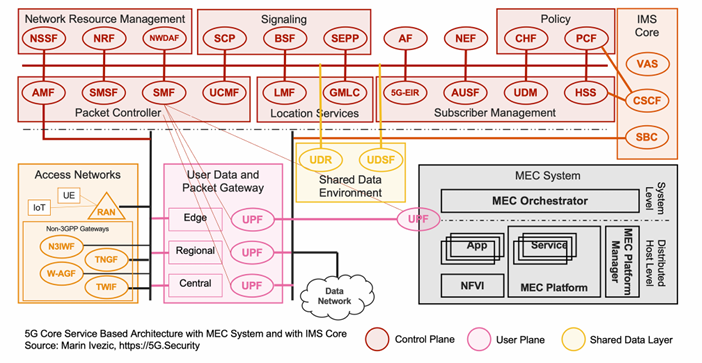 Network Resource Management
Signaling
Policy
IMS
Core
NSSF
NRF
NWDAF
SCP
BSF
SEPP
AF
NEF
CHF
PCF
VAS
AMF
SMSF
SMF
UCMF
LMF
GMLC
5G-EIR
AUSF
UDM
HSS
CSCF
Packet Controller
Location Services
Subscriber Management
SBC
Access Networks
UE
IoT
RAN
Non-3GPP Gateways
N3IWF
TNGF
W-AGF
TWIF
User Data and
Packet Gateway
Edge
UPF
Regional
UPF
Central
UPF
UDR
UDSF
Shared Data
Environment
Data
Network
UPF
MEC System
MEC Orchestrator
System
Level
App
Service
NFVI
MEC Platform
MEC Platform
Manager
Distributed
Host Level
5G Core Service Based Architecture with MEC System and with IMS Core
Source: Marin Ivezic, https://5G.Security
Control Plane
User Plane
Shared Data Layer